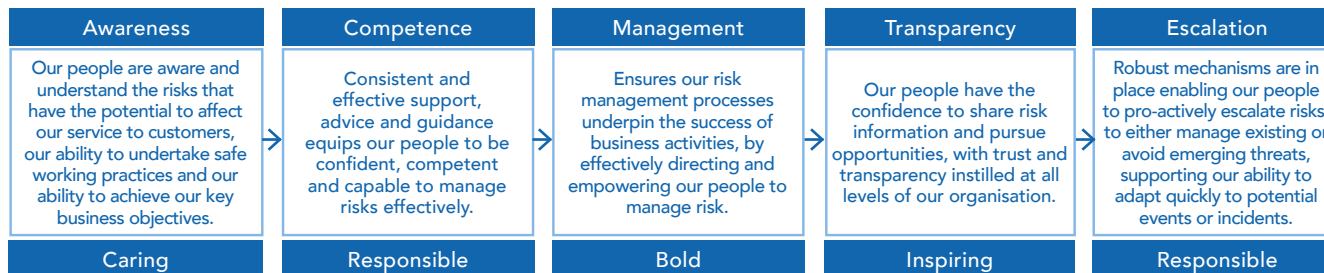 Awareness
Our people are aware and
understand the risks that
have the potential to affect
our service to customers,
our ability to undertake safe
working practices and our
ability to achieve our key
business objectives.
Caring
Competence
Consistent and
effective support,
advice and guidance
equips our people to be
confident, competent
and capable to manage
risks effectively.
Responsible
Management
Ensures our risk
management processes
underpin the success of
business activities, by
effectively directing and
empowering our people to
manage risk.
Bold
Transparency
Our people have the
confidence to share risk
information and pursue
opportunities, with trust and
transparency instilled at all
levels of our organisation.
Inspiring
Escalation
Robust mechanisms are in
place enabling our people
to pro-actively escalate risks
to either manage existing or
avoid emerging threats,
supporting our ability to
adapt quickly to potential
events or incidents.
Responsible